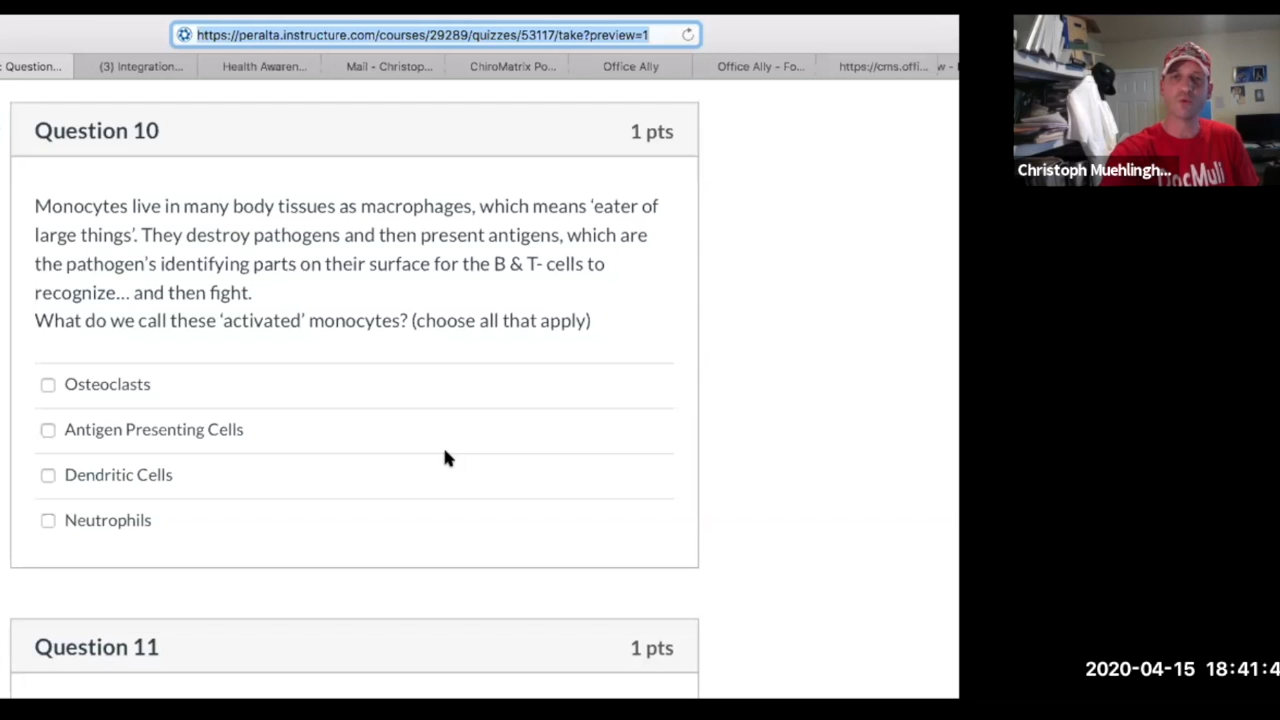 https://peralta.instructure.com/courses/29289/quizzes/53117/take?preview=1
: Question...
(3) Integration...
Health Awaren...
Mail - Christop...
ChiroMatrix Po...
Office Ally
Office Ally - Fo...
https://cms.offi...
w -
Question 10
1 pts
Monocytes live in many body tissues as macrophages, which means ‘eater of
large things’. They destroy pathogens and then present antigens, which are
the pathogen’s identifying parts on their surface for the B & T- cells to
recognize... and then fight.
What do we call these ‘activated’ monocytes? (choose all that apply)
Osteoclasts
Antigen Presenting Cells
Dendritic Cells
Neutrophils
Question 11
1 pts
DocMuli
Christoph Muehlingh...
2020-04-15 18:41:4